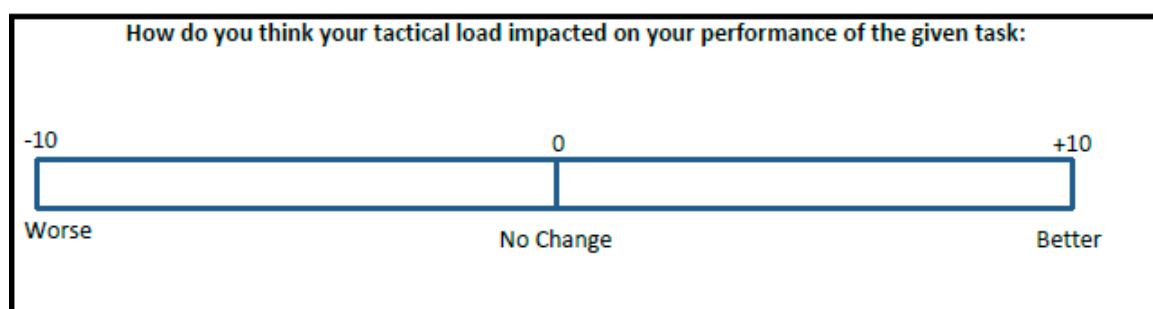 How do you think your tactical load impacted on your performance of the given task:
-10 0 +10
Worse No Change Better